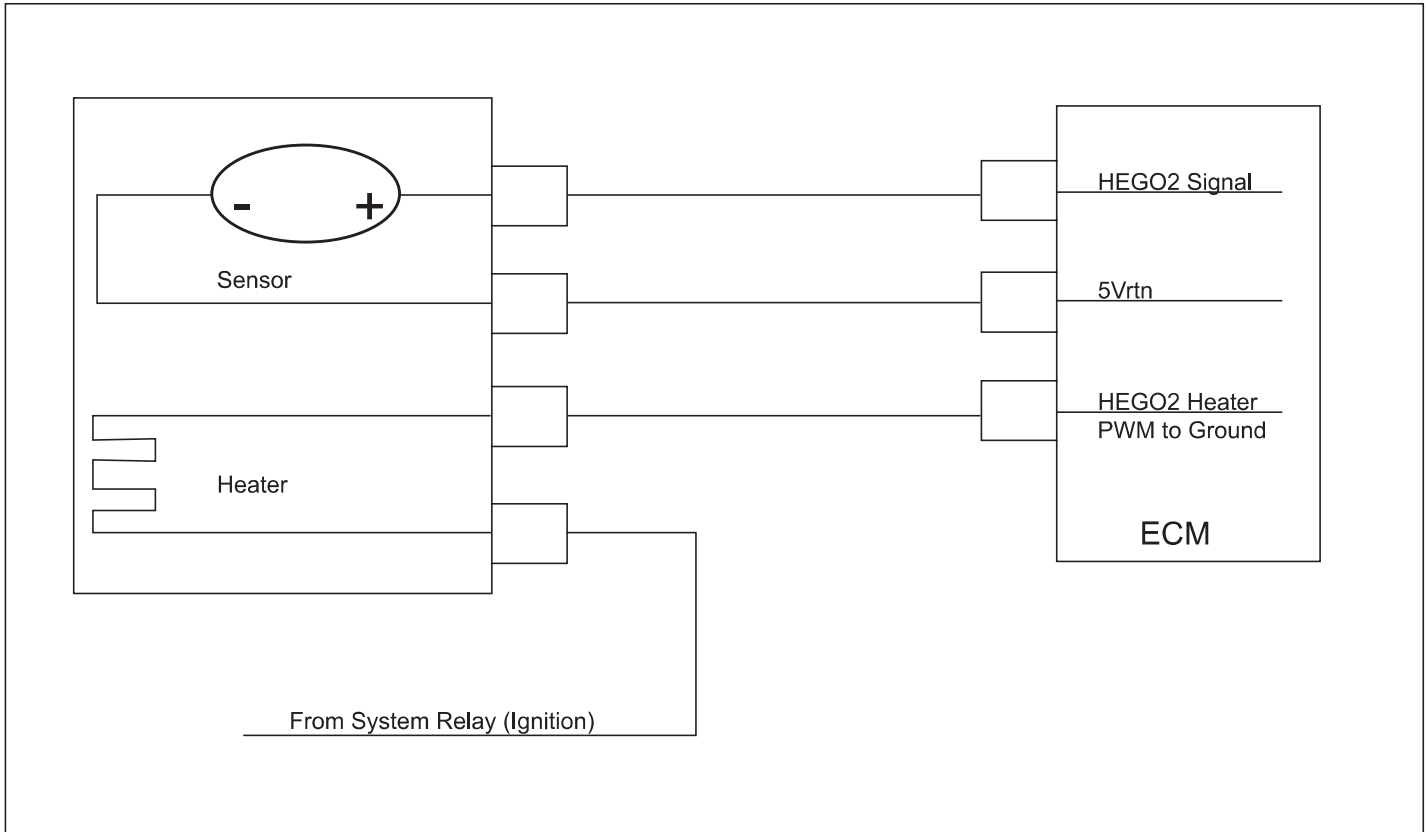 HEGO2 Signal
- +
Sensor
5Vrtn
HEGO2 Heater
PWM to Ground
Heater
ECM
From System Relay (Ignition)